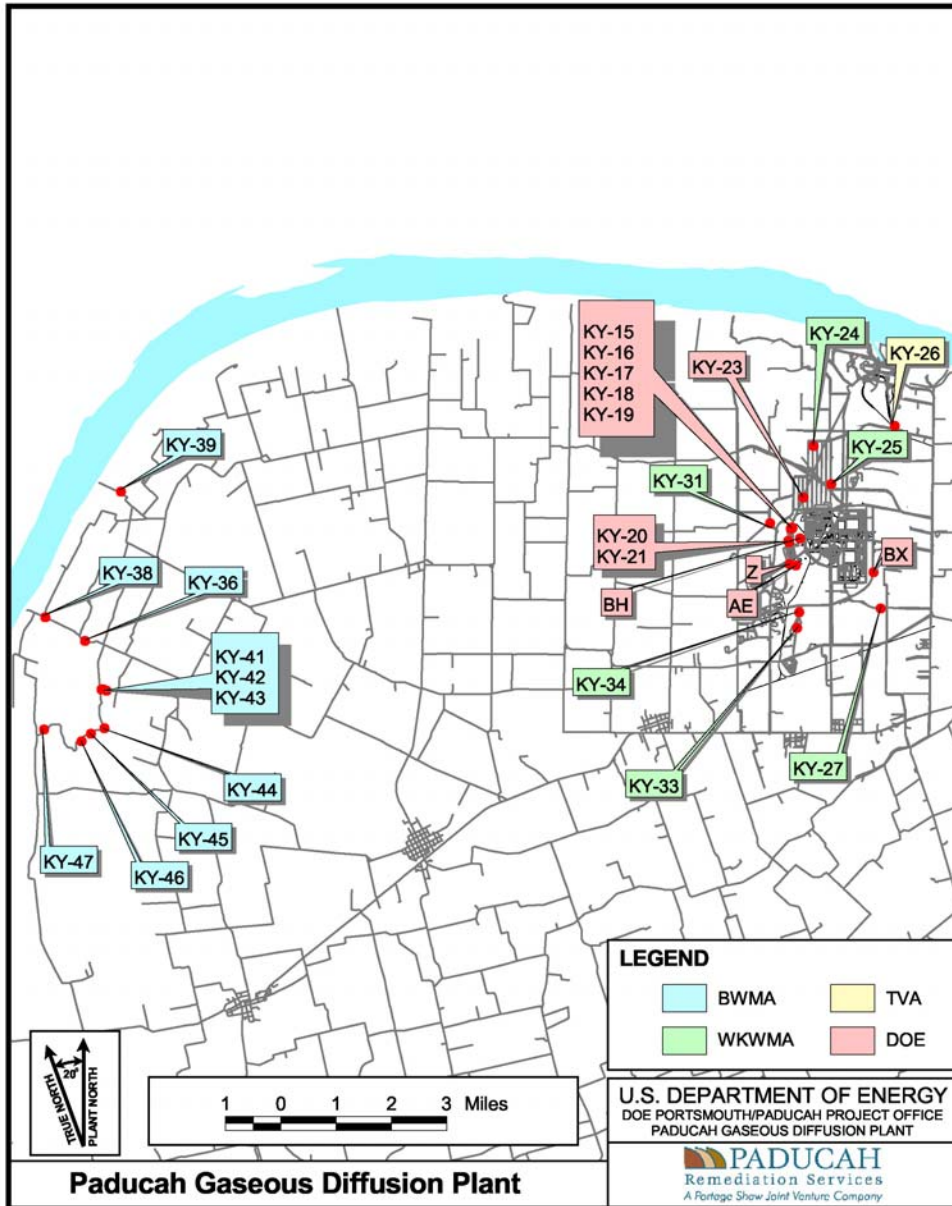 KY-24
KY-26
KY-15
KY-16
KY-17
KY-18
KY-19
KY-23
KY-25
KY-39
KY-31
KY-20
KY-21
BX
Z
KY-38
KY-36
BH
AE
KY-41
KY-42
KY-43
KY-34
KY-27
KY-33
KY-44
KY-45
KY-47
KY-46
LEGEND
BWMA
TVA
WKWMA
DOE
20°
TRUE NORTH
PLANT NORTH
1 0 1 2 3 Miles
U.S. DEPARTMENT OF ENERGY
DOE PORTSMOUTH/PADUCAH PROJECT OFFICE
PADUCAH GASEOUS DIFFUSION PLANT
PADUCAH
Remediation Services
A Portage Shaw Joint Venture Company
Paducah Gaseous Diffusion Plant